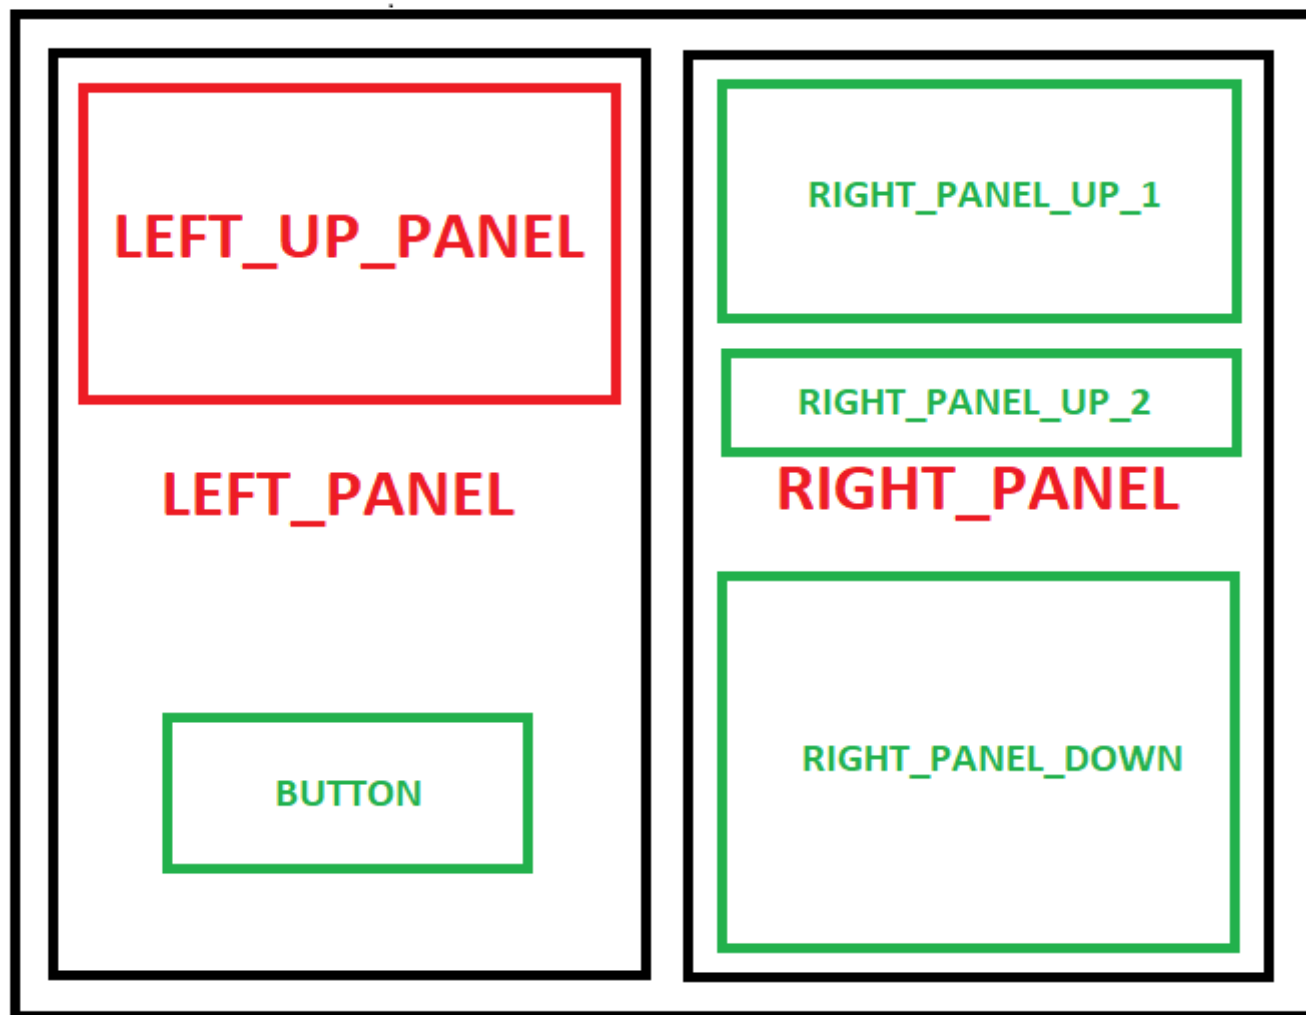 LEFT_UP_PANEL
LEFT_PANEL
BUTTON
RIGHT_PANEL_UP_1
RIGHT_PANEL_UP_2
RIGHT_PANEL
RIGHT_PANEL_DOWN